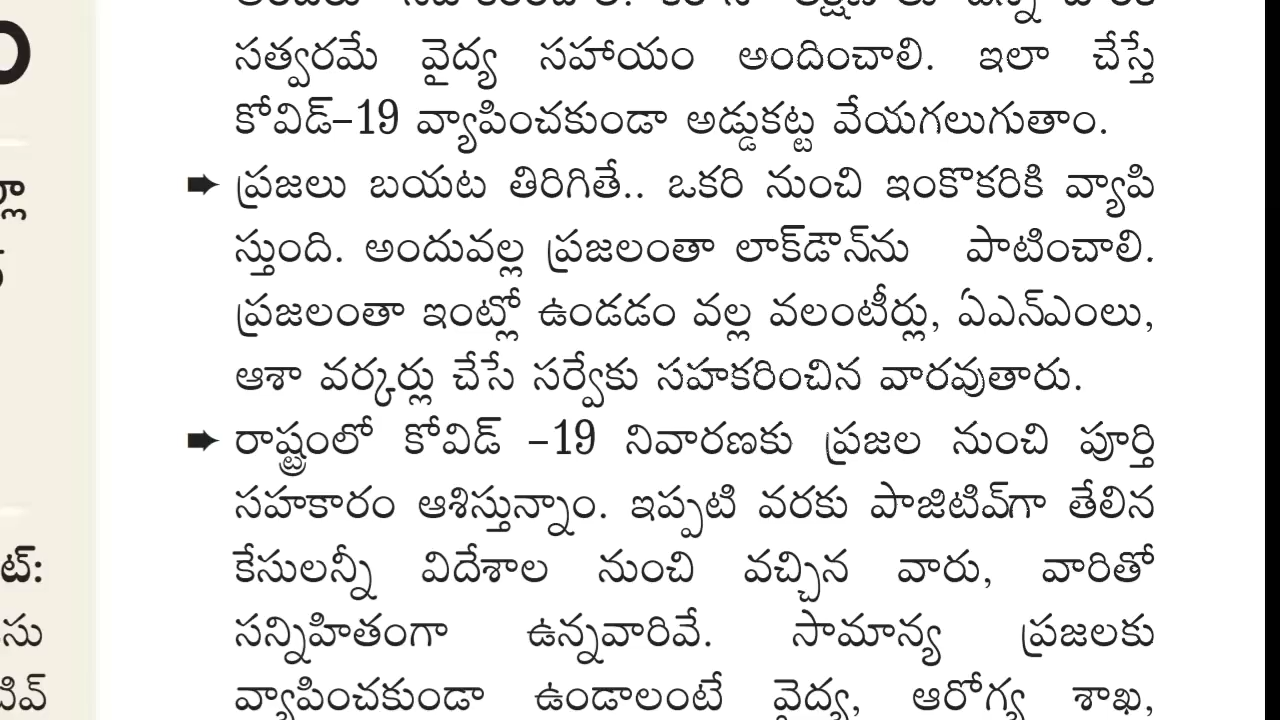 సత్వరమే వైద్య సహాయం అందించాలి. ఇలా చేస్తే
కోవిడ్–19 వ్యాపించకుండా అడ్డుకట్ట వేయగలుగుతాం.
➨ ప్రజలు బయట తిరిగితే.. ఒకరి నుంచి ఇంకొకరికి వ్యాపి
స్తుంది. అందువల్ల ప్రజలంతా లాక్‌డౌన్‌ను పాటించాలి.
ప్రజలంతా ఇంట్లో ఉండడం వల్ల వలంటీర్లు, ఏఎన్ఎంలు,
ఆశా వర్కర్లు చేసే సర్వేకు సహకరించిన వారవుతారు.
➨ రాష్ట్రంలో కోవిడ్ –19 నివారణకు ప్రజల నుంచి పూర్తి
సహకారం ఆశిస్తున్నాం. ఇప్పటి వరకు పాజిటివ్‌గా తేలిన
కేసులన్నీ విదేశాల నుంచి వచ్చిన వారు, వారితో
సన్నిహితంగా ఉన్నవారివే. సామాన్య ప్రజలకు
వ్యాపించకుండా ఉండాలంటే వైద్య, ఆరోగ్య శాఖ,